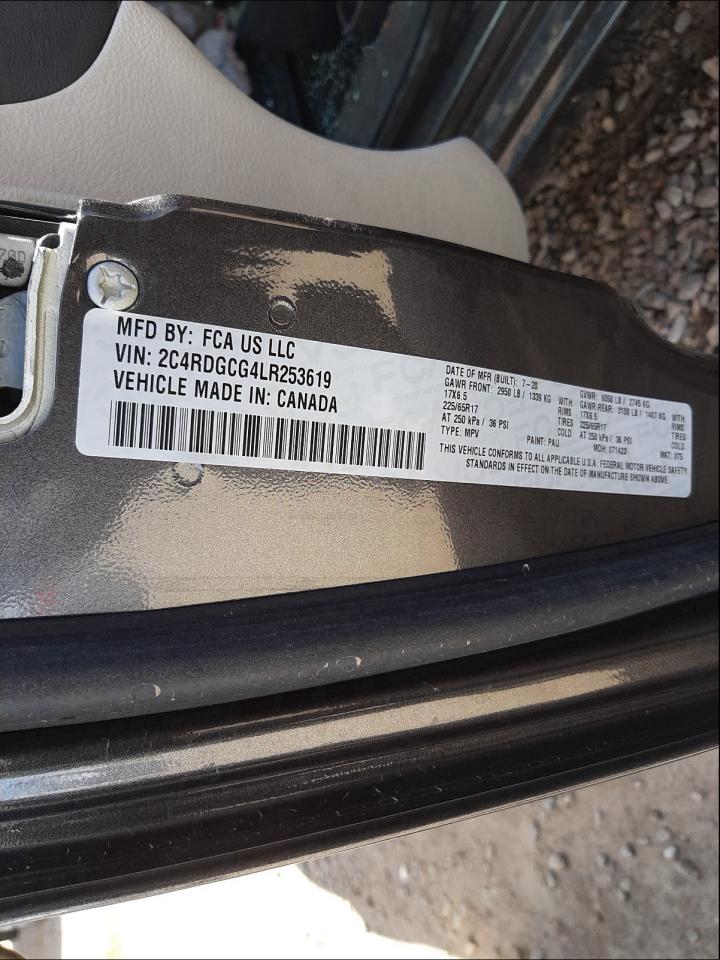 MFD BY: FCA US LLC
VIN: 2C4RDGCG4LR253619
VEHICLE MADE IN: CANADA
DATE OF MFR (BUILT): 7-20
GVWR: 6050 LB / 2745 KG
GAWR FRONT: 2950 LB / 1339 KG WITH
GAWR REAR: 3100 LB / 1407 KG WITH
17X6.5 RIMS 17X6.5 RIMS
225/65R17 TIRES 225/65R17 TIRES
AT 250 kPa / 36 PSI COLD AT 250 kPa / 36 PSI COLD
TYPE: MPV PAINT: PAU MDH: 071423 MKT: 875
THIS VEHICLE CONFORMS TO ALL APPLICABLE U.S.A. FEDERAL MOTOR VEHICLE SAFETY
STANDARDS IN EFFECT ON THE DATE OF MANUFACTURE SHOWN ABOVE.